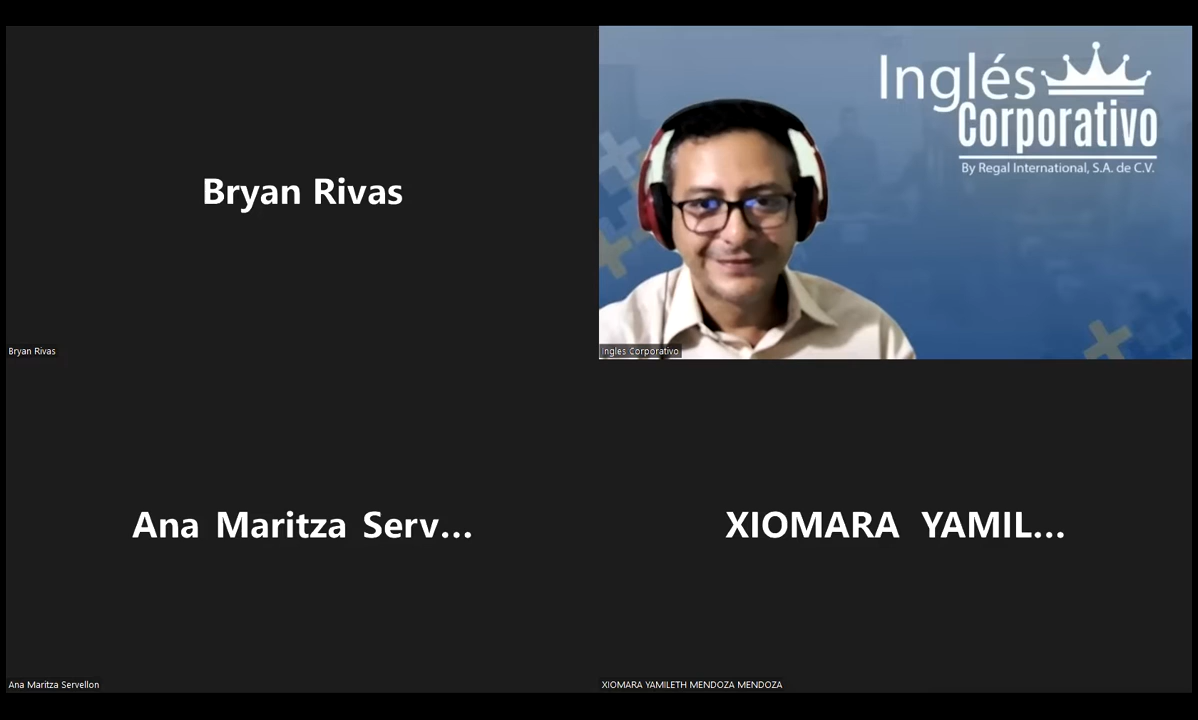 Bryan Rivas
Bryan Rivas
Inglés
Corporativo
By Regal International, S.A. de C.V.
Ingles Corporativo
Ana Maritza Serv...
Ana Maritza Servellon
XIOMARA YAMIL...
XIOMARA YAMILETH MENDOZA MENDOZA